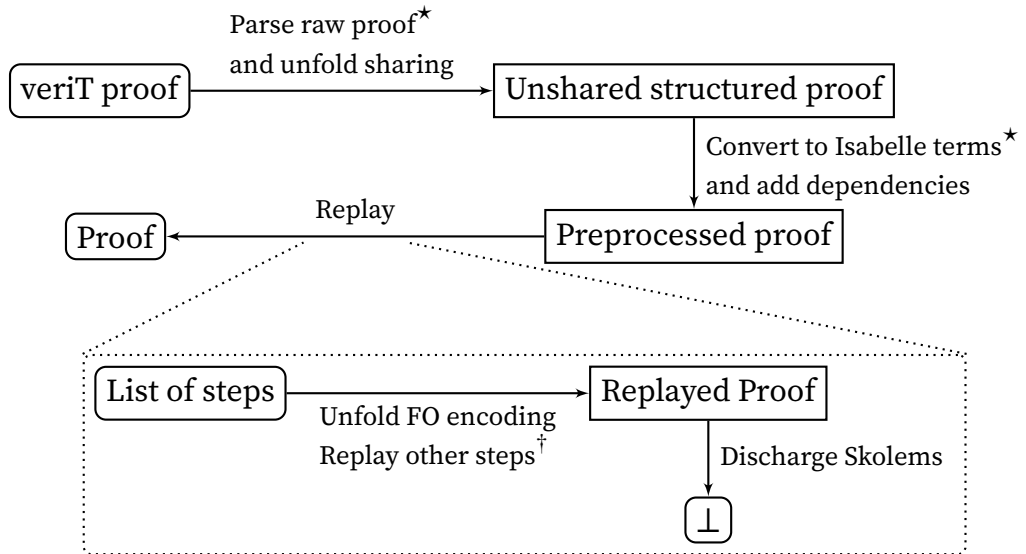 Parse raw proof★
and unfold sharing
veriT proof
Unshared structured proof
Convert to Isabelle terms★
and add dependencies
Replay
Proof
Preprocessed proof
List of steps
Replayed Proof
Unfold FO encoding
Replay other steps†
Discharge Skolems
⊥